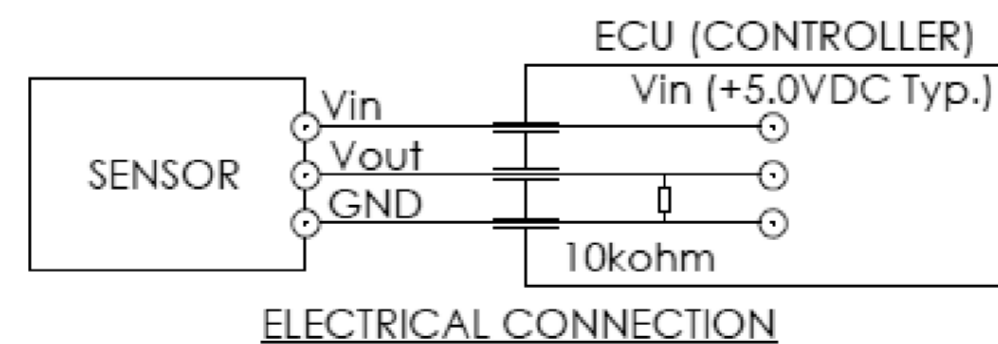 ECU (CONTROLLER)
Vin (+5.0VDC Typ.)
Vin
Vout
SENSOR
GND
10kohm
ELECTRICAL CONNECTION